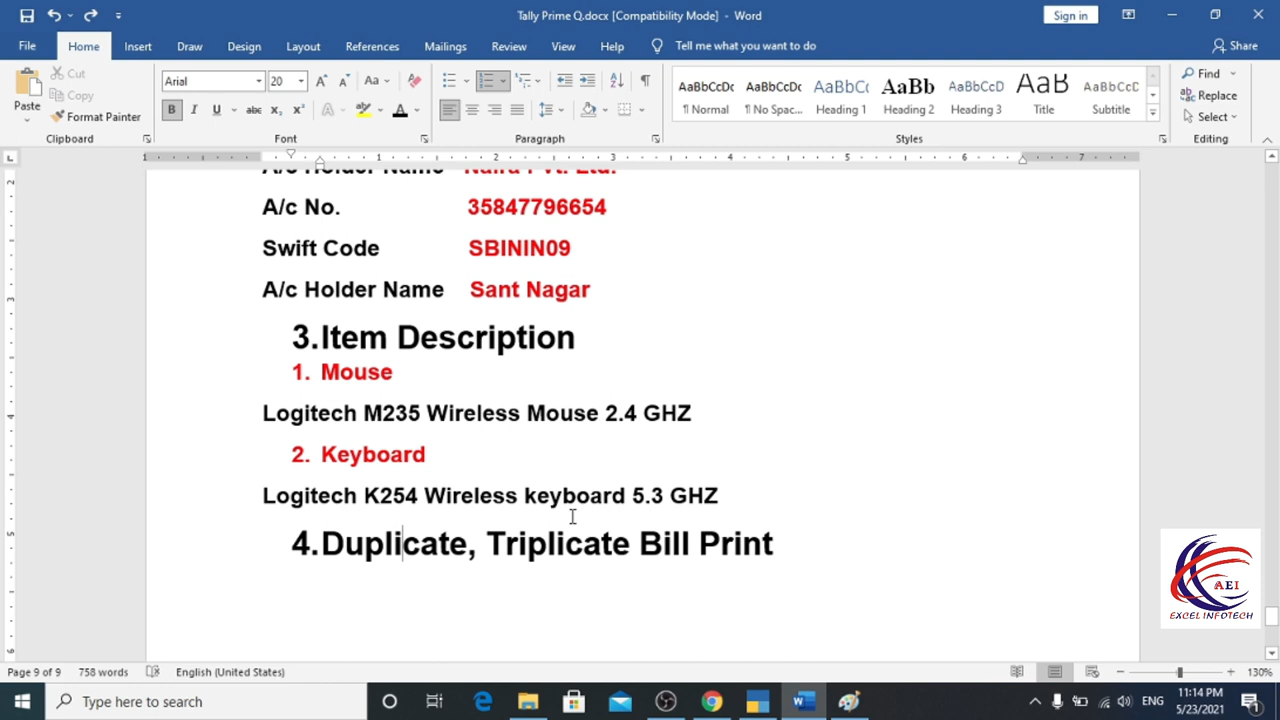 Tally Prime Q.docx [Compatibility Mode] - Word
Sign in
File Home Insert Draw Design Layout References Mailings Review View Help Tell me what you want to do Share
Paste
Cut
Copy
Format Painter
Clipboard
Arial 20
Font
Paragraph
AaBbCcDc AaBbCcDc AaBbCc AaBb AaBbCcD AaB AaBbCcD
¶ Normal ¶ No Spac... Heading 1 Heading 2 Heading 3 Title Subtitle
Styles
Find
Replace
Select
Editing
A/c Holder Name Naira Pvt. Ltd.
A/c No. 35847796654
Swift Code SBININ09
A/c Holder Name Sant Nagar
3. Item Description
1. Mouse
Logitech M235 Wireless Mouse 2.4 GHZ
2. Keyboard
Logitech K254 Wireless keyboard 5.3 GHZ
4. Duplicate, Triplicate Bill Print
AEI
EXCEL INFOTECH
Page 9 of 9 758 words English (United States) 130%
Type here to search
ENG
11:14 PM
5/23/2021